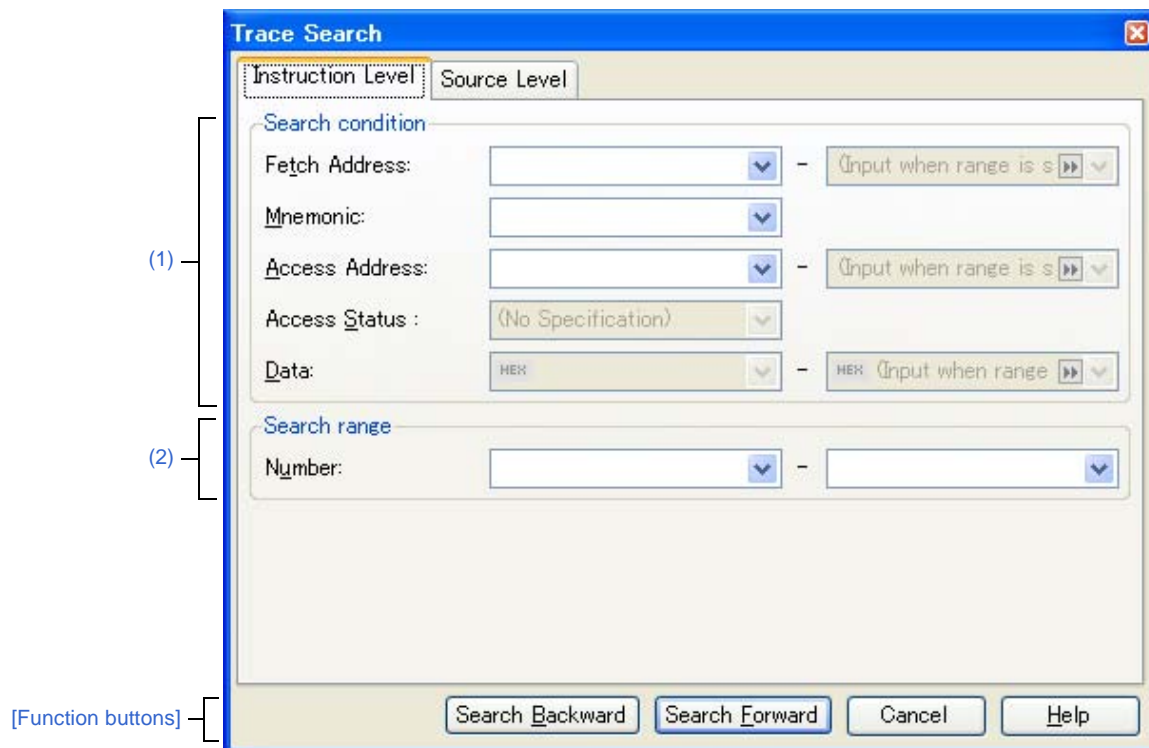 Trace Search
Instruction Level Source Level
Search condition
Fetch Address: - (Input when range is s
Mnemonic:
(1)
Access Address: - (Input when range is s
Access Status : (No Specification)
Data: HEX - HEX (Input when range
Search range
(2)
Number: -
[Function buttons]
Search Backward Search Forward Cancel Help